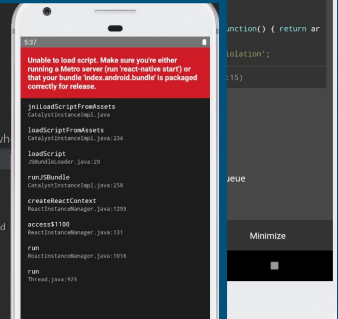 5:37
Unable to load script. Make sure you're either
running a Metro server (run 'react-native start') or
that your bundle 'index.android.bundle' is packaged
correctly for release.
jniLoadScriptFromAssets
CatalystInstanceImpl.java
loadScriptFromAssets
CatalystInstanceImpl.java:234
loadScript
JSBundleLoader.java:29
runJSBundle
CatalystInstanceImpl.java:258
createReactContext
ReactInstanceManager.java:1293
access$1100
ReactInstanceManager.java:131
run
ReactInstanceManager.java:1016
run
Thread.java:923
unction() { return ar
olation';
:15)
ueue
Minimize